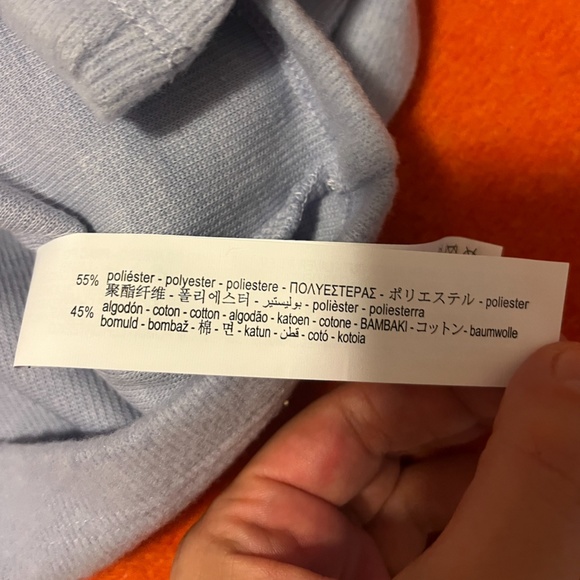 55% poliéster - polyester - poliestere - ΠΟΛΥΕΣΤΕΡΑΣ - ポリエステル - poliester
聚酯纤维 - 폴리에스터 - بوليستير - polièster - poliesterra
45% algodón - coton - cotton - algodão - katoen - cotone - BAMBAKI - コットン - baumwolle
bomuld - bombaž - 棉 - 면 - katun - قطن - cotó - kotoia